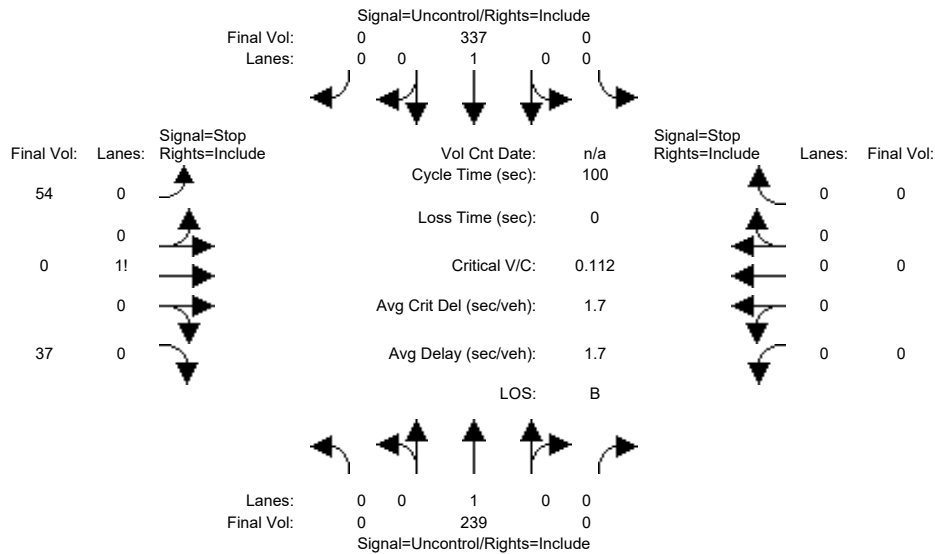 Signal=Uncontrol/Rights=Include
Final Vol: 0 337 0
Lanes: 0 0 1 0 0
Signal=Stop Signal=Stop
Final Vol: Lanes: Rights=Include Vol Cnt Date: n/a Rights=Include Lanes: Final Vol:
Cycle Time (sec): 100
54 0 0 0
Loss Time (sec): 0
0 0
0 1! Critical V/C: 0.112 0 0
0 Avg Crit Del (sec/veh): 1.7 0
37 0 Avg Delay (sec/veh): 1.7 0 0
LOS: B
Lanes: 0 0 1 0 0
Final Vol: 0 239 0
Signal=Uncontrol/Rights=Include